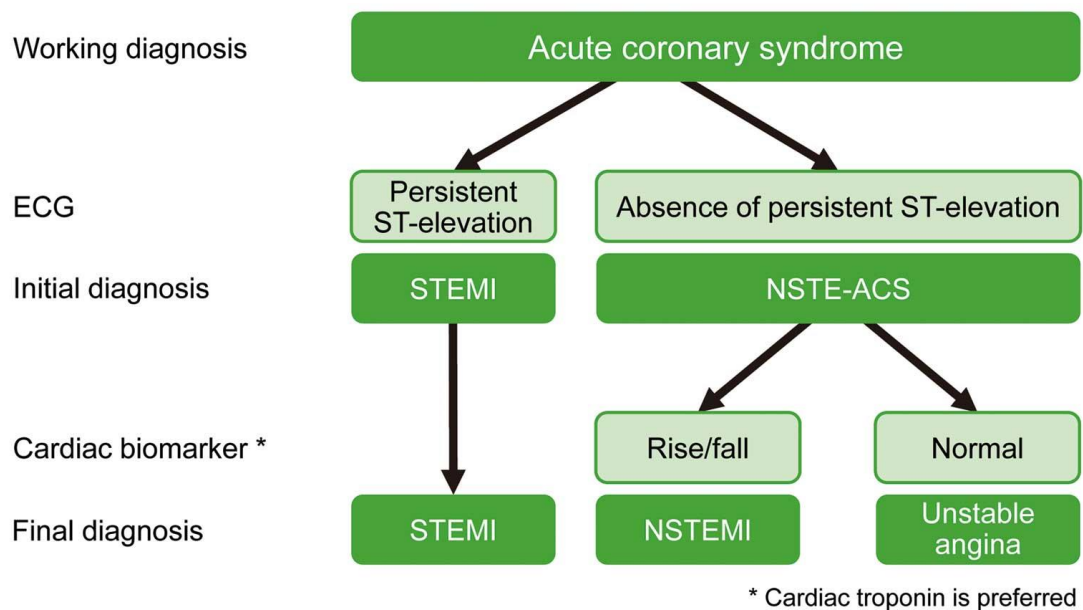 Working diagnosis
Acute coronary syndrome
ECG
Persistent
ST-elevation
Absence of persistent ST-elevation
Initial diagnosis
STEMI
NSTE-ACS
Cardiac biomarker *
Rise/fall
Normal
Final diagnosis
STEMI
NSTEMI
Unstable
angina
* Cardiac troponin is preferred